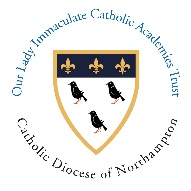 Our Lady Immaculate Catholic Academies Trust
Catholic Diocese of Northampton